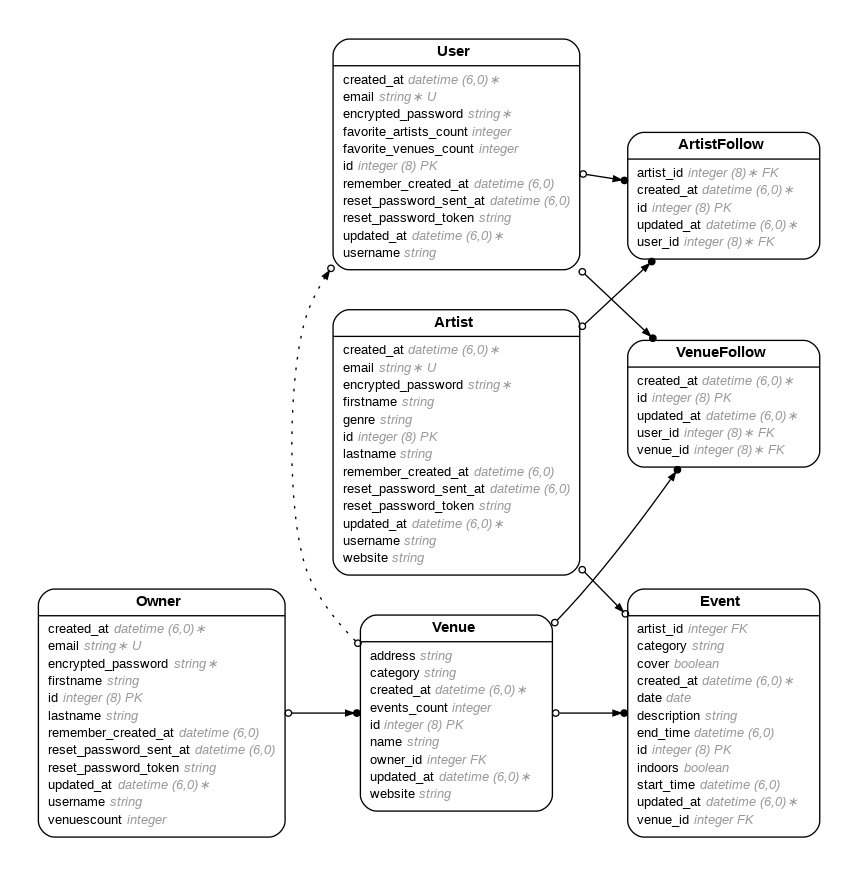 User
created_at datetime (6,0)∗
email string∗ U
encrypted_password string∗
favorite_artists_count integer
favorite_venues_count integer
id integer (8) PK
remember_created_at datetime (6,0)
reset_password_sent_at datetime (6,0)
reset_password_token string
updated_at datetime (6,0)∗
username string
ArtistFollow
artist_id integer (8)∗ FK
created_at datetime (6,0)∗
id integer (8) PK
updated_at datetime (6,0)∗
user_id integer (8)∗ FK
Artist
created_at datetime (6,0)∗
email string∗ U
encrypted_password string∗
firstname string
genre string
id integer (8) PK
lastname string
remember_created_at datetime (6,0)
reset_password_sent_at datetime (6,0)
reset_password_token string
updated_at datetime (6,0)∗
username string
website string
VenueFollow
created_at datetime (6,0)∗
id integer (8) PK
updated_at datetime (6,0)∗
user_id integer (8)∗ FK
venue_id integer (8)∗ FK
Owner
created_at datetime (6,0)∗
email string∗ U
encrypted_password string∗
firstname string
id integer (8) PK
lastname string
remember_created_at datetime (6,0)
reset_password_sent_at datetime (6,0)
reset_password_token string
updated_at datetime (6,0)∗
username string
venuescount integer
Venue
address string
category string
created_at datetime (6,0)∗
events_count integer
id integer (8) PK
name string
owner_id integer FK
updated_at datetime (6,0)∗
website string
Event
artist_id integer FK
category string
cover boolean
created_at datetime (6,0)∗
date date
description string
end_time datetime (6,0)
id integer (8) PK
indoors boolean
start_time datetime (6,0)
updated_at datetime (6,0)∗
venue_id integer FK